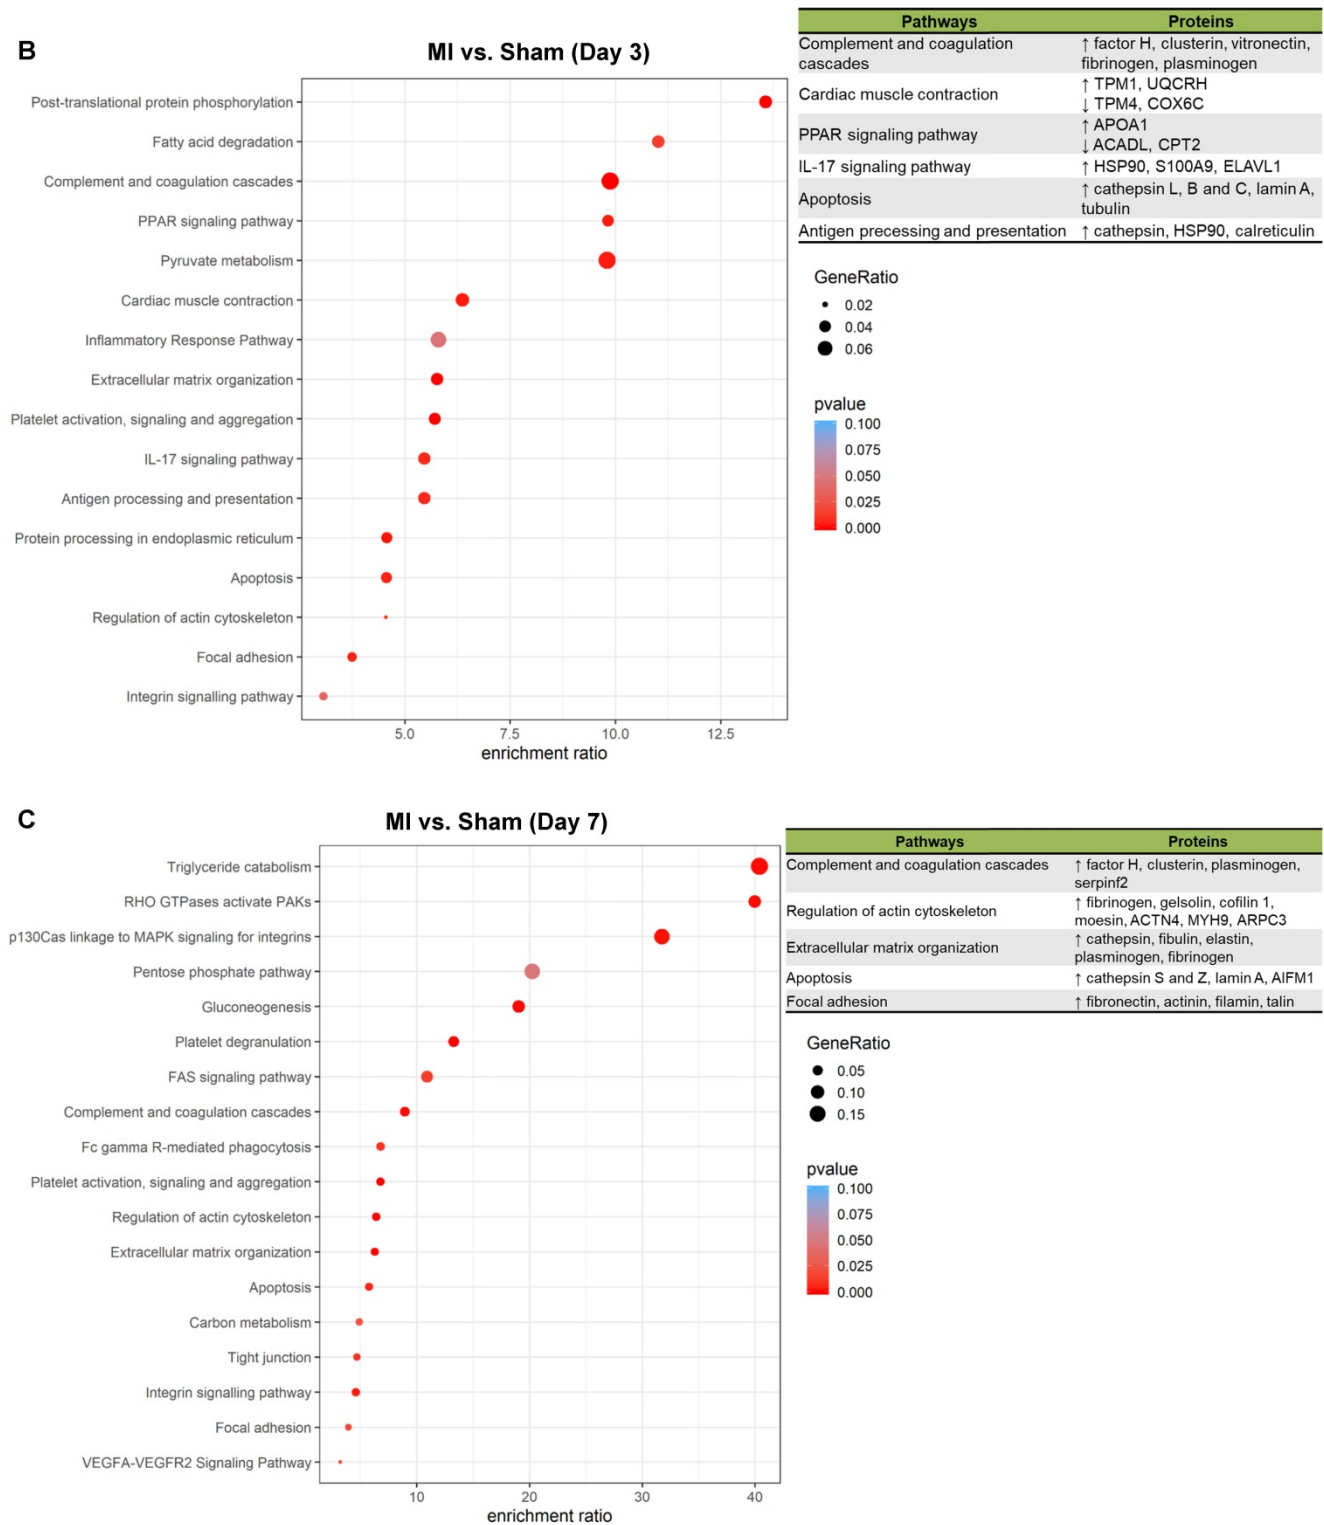 B
MI vs. Sham (Day 3)
Post-translational protein phosphorylation
Fatty acid degradation
Complement and coagulation cascades
PPAR signaling pathway
Pyruvate metabolism
Cardiac muscle contraction
Inflammatory Response Pathway
Extracellular matrix organization
Platelet activation, signaling and aggregation
IL-17 signaling pathway
Antigen processing and presentation
Protein processing in endoplasmic reticulum
Apoptosis
Regulation of actin cytoskeleton
Focal adhesion
Integrin signalling pathway
5.0 7.5 10.0 12.5
enrichment ratio
Pathways Proteins
Complement and coagulation cascades ↑ factor H, clusterin, vitronectin, fibrinogen, plasminogen
Cardiac muscle contraction ↑ TPM1, UQCRH
↓ TPM4, COX6C
PPAR signaling pathway ↑ APOA1
↓ ACADL, CPT2
IL-17 signaling pathway ↑ HSP90, S100A9, ELAVL1
Apoptosis ↑ cathepsin L, B and C, lamin A, tubulin
Antigen precessing and presentation ↑ cathepsin, HSP90, calreticulin
GeneRatio
0.02
0.04
0.06
pvalue
0.100
0.075
0.050
0.025
0.000
C
MI vs. Sham (Day 7)
Triglyceride catabolism
RHO GTPases activate PAKs
p130Cas linkage to MAPK signaling for integrins
Pentose phosphate pathway
Gluconeogenesis
Platelet degranulation
FAS signaling pathway
Complement and coagulation cascades
Fc gamma R-mediated phagocytosis
Platelet activation, signaling and aggregation
Regulation of actin cytoskeleton
Extracellular matrix organization
Apoptosis
Carbon metabolism
Tight junction
Integrin signalling pathway
Focal adhesion
VEGFA-VEGFR2 Signaling Pathway
10 20 30 40
enrichment ratio
Pathways Proteins
Complement and coagulation cascades ↑ factor H, clusterin, plasminogen, serpinf2
Regulation of actin cytoskeleton ↑ fibrinogen, gelsolin, cofilin 1, moesin, ACTN4, MYH9, ARPC3
Extracellular matrix organization ↑ cathepsin, fibulin, elastin, plasminogen, fibrinogen
Apoptosis ↑ cathepsin S and Z, lamin A, AIFM1
Focal adhesion ↑ fibronectin, actinin, filamin, talin
GeneRatio
0.05
0.10
0.15
pvalue
0.100
0.075
0.050
0.025
0.000